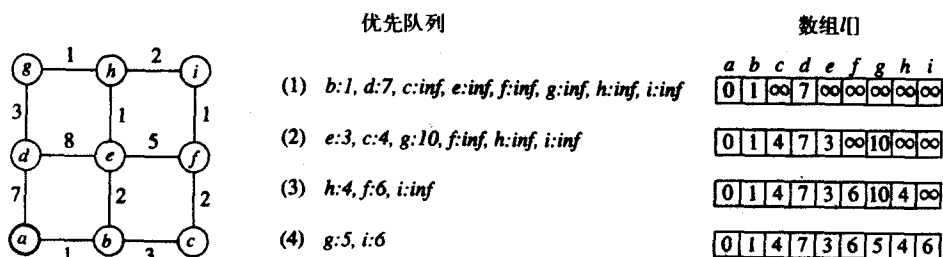 优先队列
数组l[]
g 1 h 2 i
3 1 1
d 8 e 5 f
7 2 2
a 1 b 3 c
a b c d e f g h i
(1) b:1, d:7, c:inf, e:inf, f:inf, g:inf, h:inf, i:inf
0 1 ∞ 7 ∞ ∞ ∞ ∞ ∞
(2) e:3, c:4, g:10, f:inf, h:inf, i:inf
0 1 4 7 3 ∞ 10 ∞ ∞
(3) h:4, f:6, i:inf
0 1 4 7 3 6 10 4 ∞
(4) g:5, i:6
0 1 4 7 3 6 5 4 6